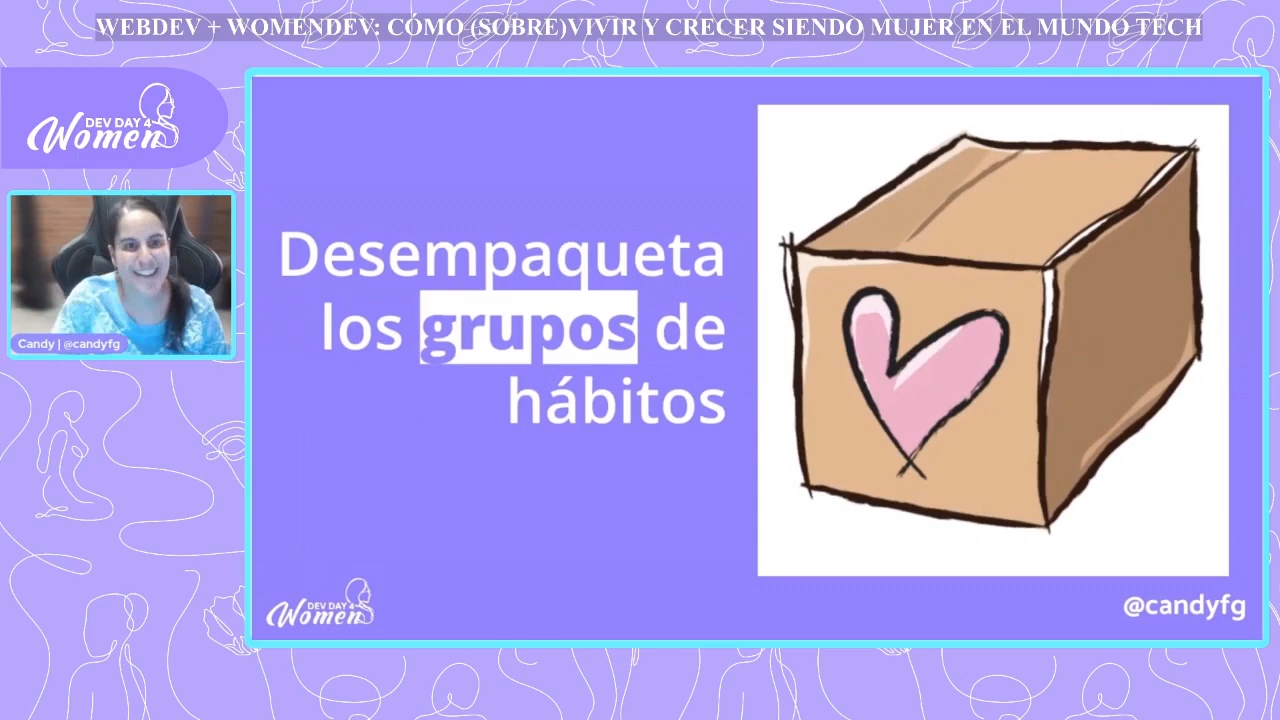 WEBDEV + WOMENDEV: CÓMO (SOBRE)VIVIR Y CRECER SIENDO MUJER EN EL MUNDO TECH
DEV DAY 4
Women
Candy | @candyfg
Desempaqueta
los grupos de
hábitos
DEV DAY 4
Women
@candyfg